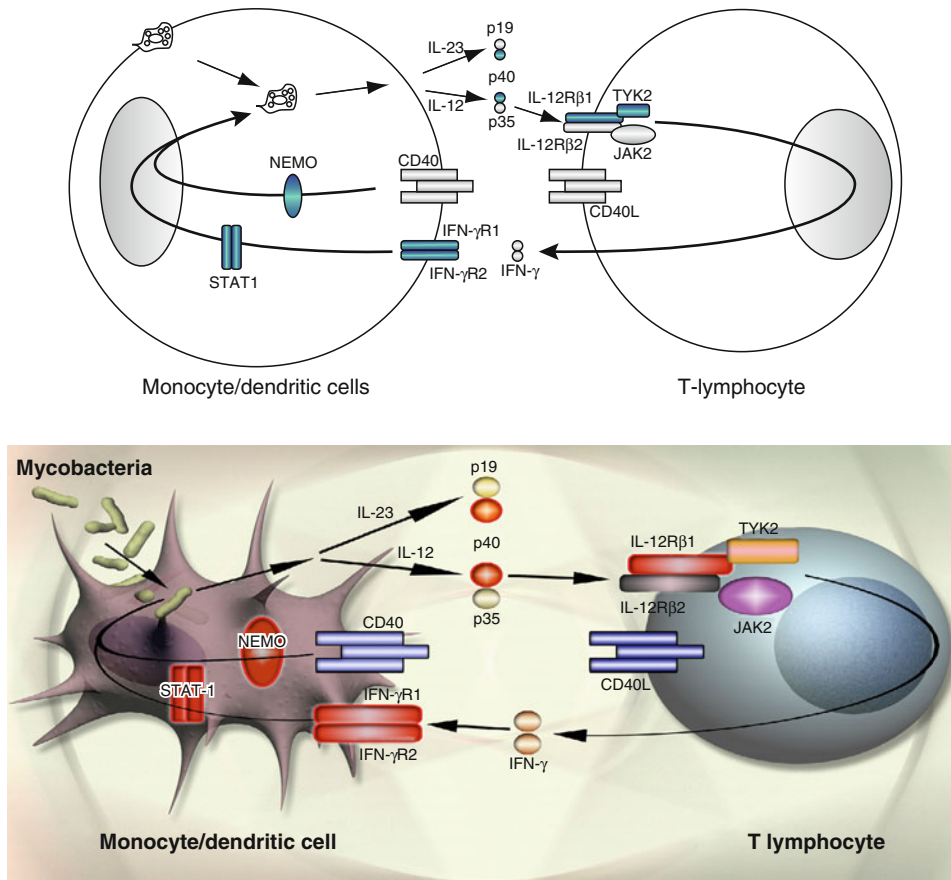 p19
IL-23
p40
IL-12
p35
IL-12Rβ1
TYK2
IL-12Rβ2
JAK2
NEMO
CD40
CD40L
IFN-γR1
STAT1
IFN-γR2
IFN-γ
Monocyte/dendritic cells
T-lymphocyte
Mycobacteria
p19
IL-23
p40
IL-12
p35
IL-12Rβ1
TYK2
IL-12Rβ2
JAK2
CD40
NEMO
CD40L
STAT-1
IFN-γR1
IFN-γR2
IFN-γ
Monocyte/dendritic cell
T lymphocyte